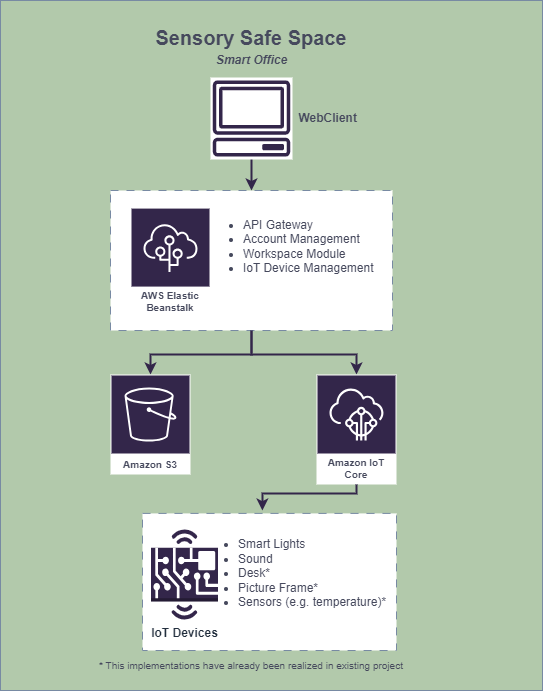 Sensory Safe Space
Smart Office
WebClient
• API Gateway
• Account Management
• Workspace Module
• IoT Device Management
AWS Elastic
Beanstalk
Amazon S3
Amazon IoT
Core
• Smart Lights
• Sound
• Desk*
• Picture Frame*
• Sensors (e.g. temperature)*
IoT Devices
* This implementations have already been realized in existing project